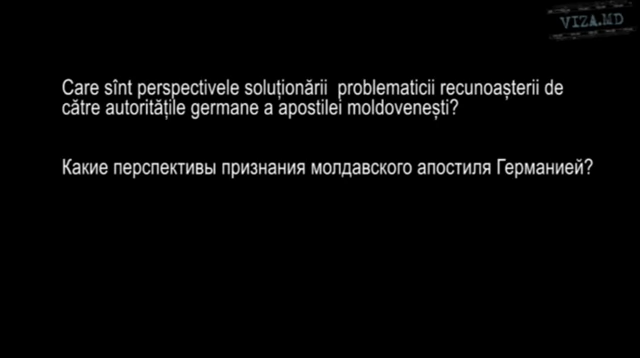 VIZA.MD
Care sînt perspectivele soluționării problematicii recunoașterii de
către autoritățile germane a apostilei moldovenești?
Какие перспективы признания молдавского апостиля Германией?